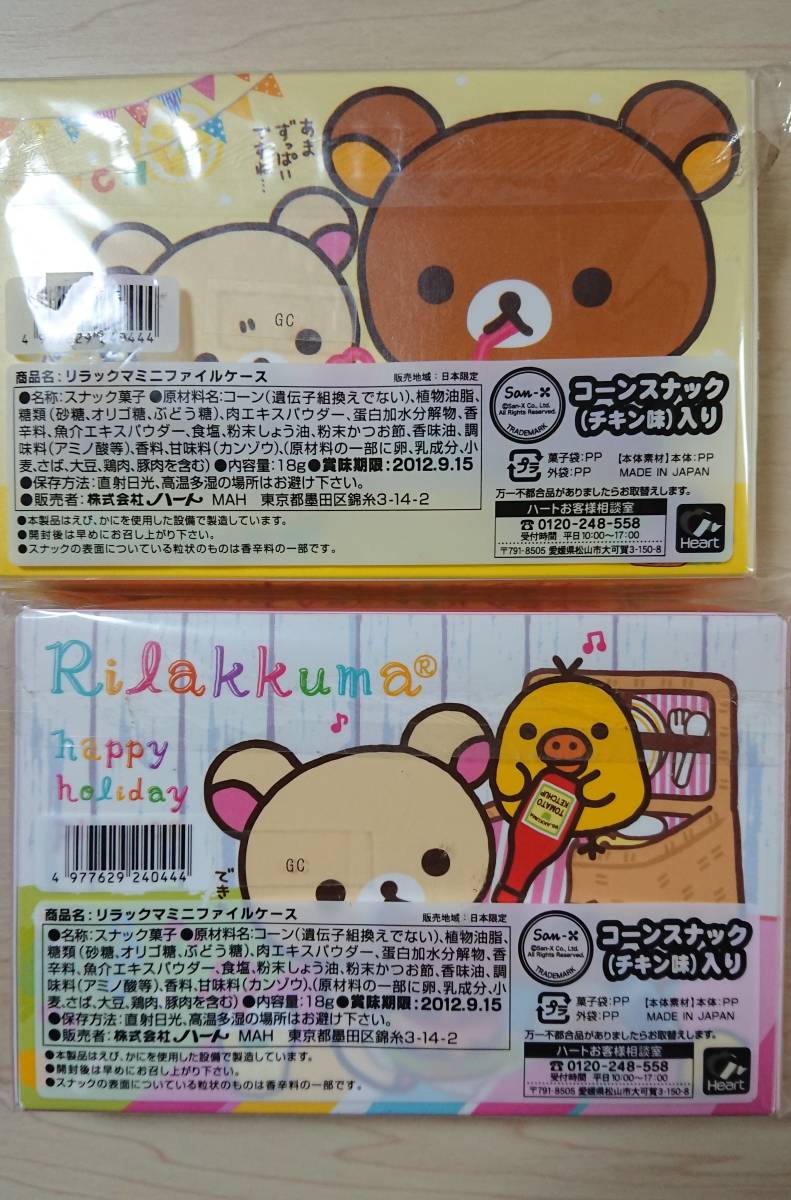 あま
ずっぱい
ですね…
GC
商品名:リラックマミニファイルケース 販売地域:日本限定
●名称:スナック菓子 ●原材料名:コーン(遺伝子組換えでない)、植物油脂、
糖類(砂糖、オリゴ糖、ぶどう糖)、肉エキスパウダー、蛋白加水分解物、香
辛料、魚介エキスパウダー、食塩、粉末しょう油、粉末かつお節、香味油、調
味料(アミノ酸等)、香料、甘味料(カンゾウ)、(原材料の一部に卵、乳成分、小
麦、さば、大豆、鶏肉、豚肉を含む) ●内容量:18g ●賞味期限:2012.9.15
●保存方法:直射日光、高温多湿の場所はお避け下さい。
●販売者:株式会社ハート MAH 東京都墨田区錦糸3-14-2
●本製品はえび、かにを使用した設備で製造しています。
●開封後は早めにお召し上がり下さい。
●スナックの表面についている粒状のものは香辛料の一部です。
San-X
©San-X Co., Ltd.
All Rights Reserved.
TRADEMARK
コーンスナック
(チキン味)入り
プラ
菓子袋:PP
外袋:PP
【本体素材】本体:PP
MADE IN JAPAN
万一不都合品がありましたらお取替えします。
ハートお客様相談室
☎0120-248-558
受付時間 平日10:00〜17:00
〒791-8505 愛媛県松山市大可賀3-150-8
Heart
Rilakkuma®
happy
holiday
TOMATO
KETCHUP
4 977629 240444
でき
GC
商品名:リラックマミニファイルケース 販売地域:日本限定
●名称:スナック菓子 ●原材料名:コーン(遺伝子組換えでない)、植物油脂、
糖類(砂糖、オリゴ糖、ぶどう糖)、肉エキスパウダー、蛋白加水分解物、香
辛料、魚介エキスパウダー、食塩、粉末しょう油、粉末かつお節、香味油、調
味料(アミノ酸等)、香料、甘味料(カンゾウ)、(原材料の一部に卵、乳成分、小
麦、さば、大豆、鶏肉、豚肉を含む) ●内容量:18g ●賞味期限:2012.9.15
●保存方法:直射日光、高温多湿の場所はお避け下さい。
●販売者:株式会社ハート MAH 東京都墨田区錦糸3-14-2
●本製品はえび、かにを使用した設備で製造しています。
●開封後は早めにお召し上がり下さい。
●スナックの表面についている粒状のものは香辛料の一部です。
San-X
©San-X Co., Ltd.
All Rights Reserved.
TRADEMARK
コーンスナック
(チキン味)入り
プラ
菓子袋:PP
外袋:PP
【本体素材】本体:PP
MADE IN JAPAN
万一不都合品がありましたらお取替えします。
ハートお客様相談室
☎0120-248-558
受付時間 平日10:00〜17:00
〒791-8505 愛媛県松山市大可賀3-150-8
Heart